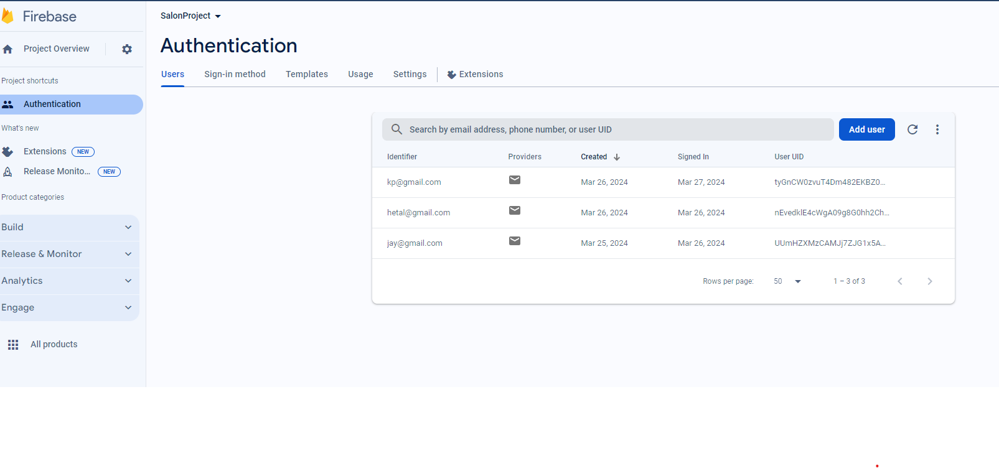 Firebase
SalonProject
Project Overview
Authentication
Users Sign-in method Templates Usage Settings Extensions
Project shortcuts
Authentication
What's new
Extensions NEW
Release Monito... NEW
Product categories
Build
Release & Monitor
Analytics
Engage
All products
Search by email address, phone number, or user UID Add user
Identifier Providers Created Signed In User UID
kp@gmail.com Mar 26, 2024 Mar 27, 2024 tyGnCW0zvuT4Dm482EKBZ0...
hetal@gmail.com Mar 26, 2024 Mar 26, 2024 nEvedklE4cWgA09g8G0hh2Ch...
jay@gmail.com Mar 25, 2024 Mar 26, 2024 UUmHZXMzCAMJj7ZJG1x5A...
Rows per page: 50 1 – 3 of 3